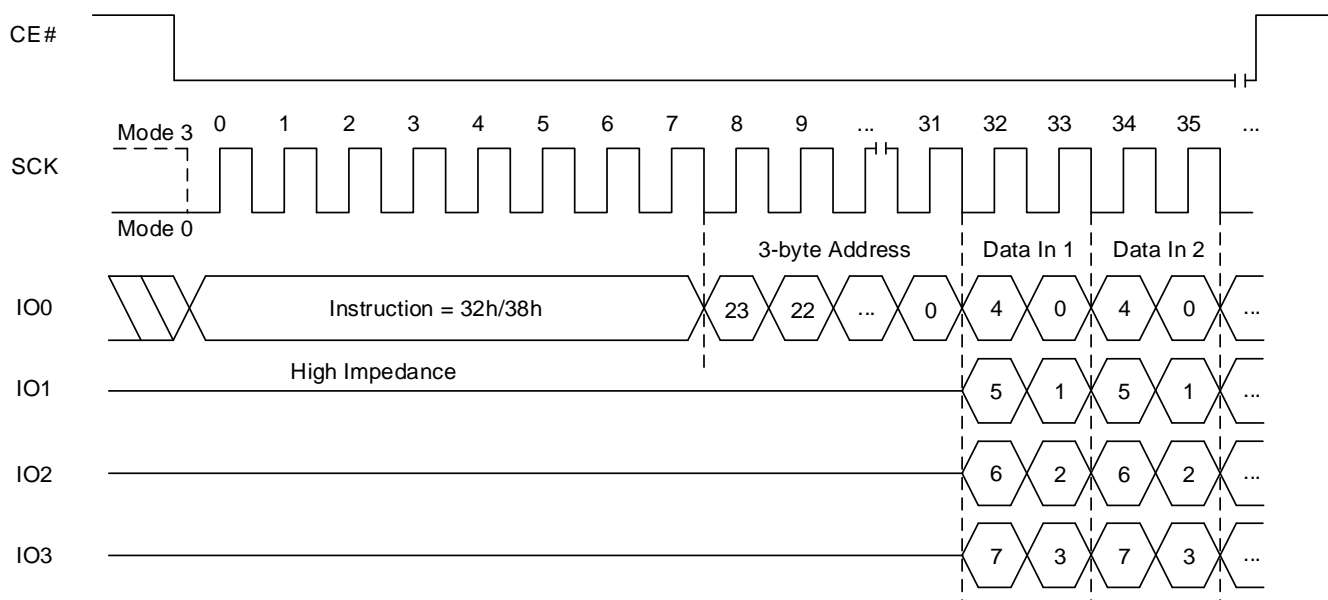 CE#
Mode 3 0 1 2 3 4 5 6 7 8 9 ... 31 32 33 34 35 ...
SCK
Mode 0
3-byte Address Data In 1 Data In 2
IO0 Instruction = 32h/38h 23 22 ... 0 4 0 4 0 ...
High Impedance
IO1 5 1 5 1 ...
IO2 6 2 6 2 ...
IO3 7 3 7 3 ...